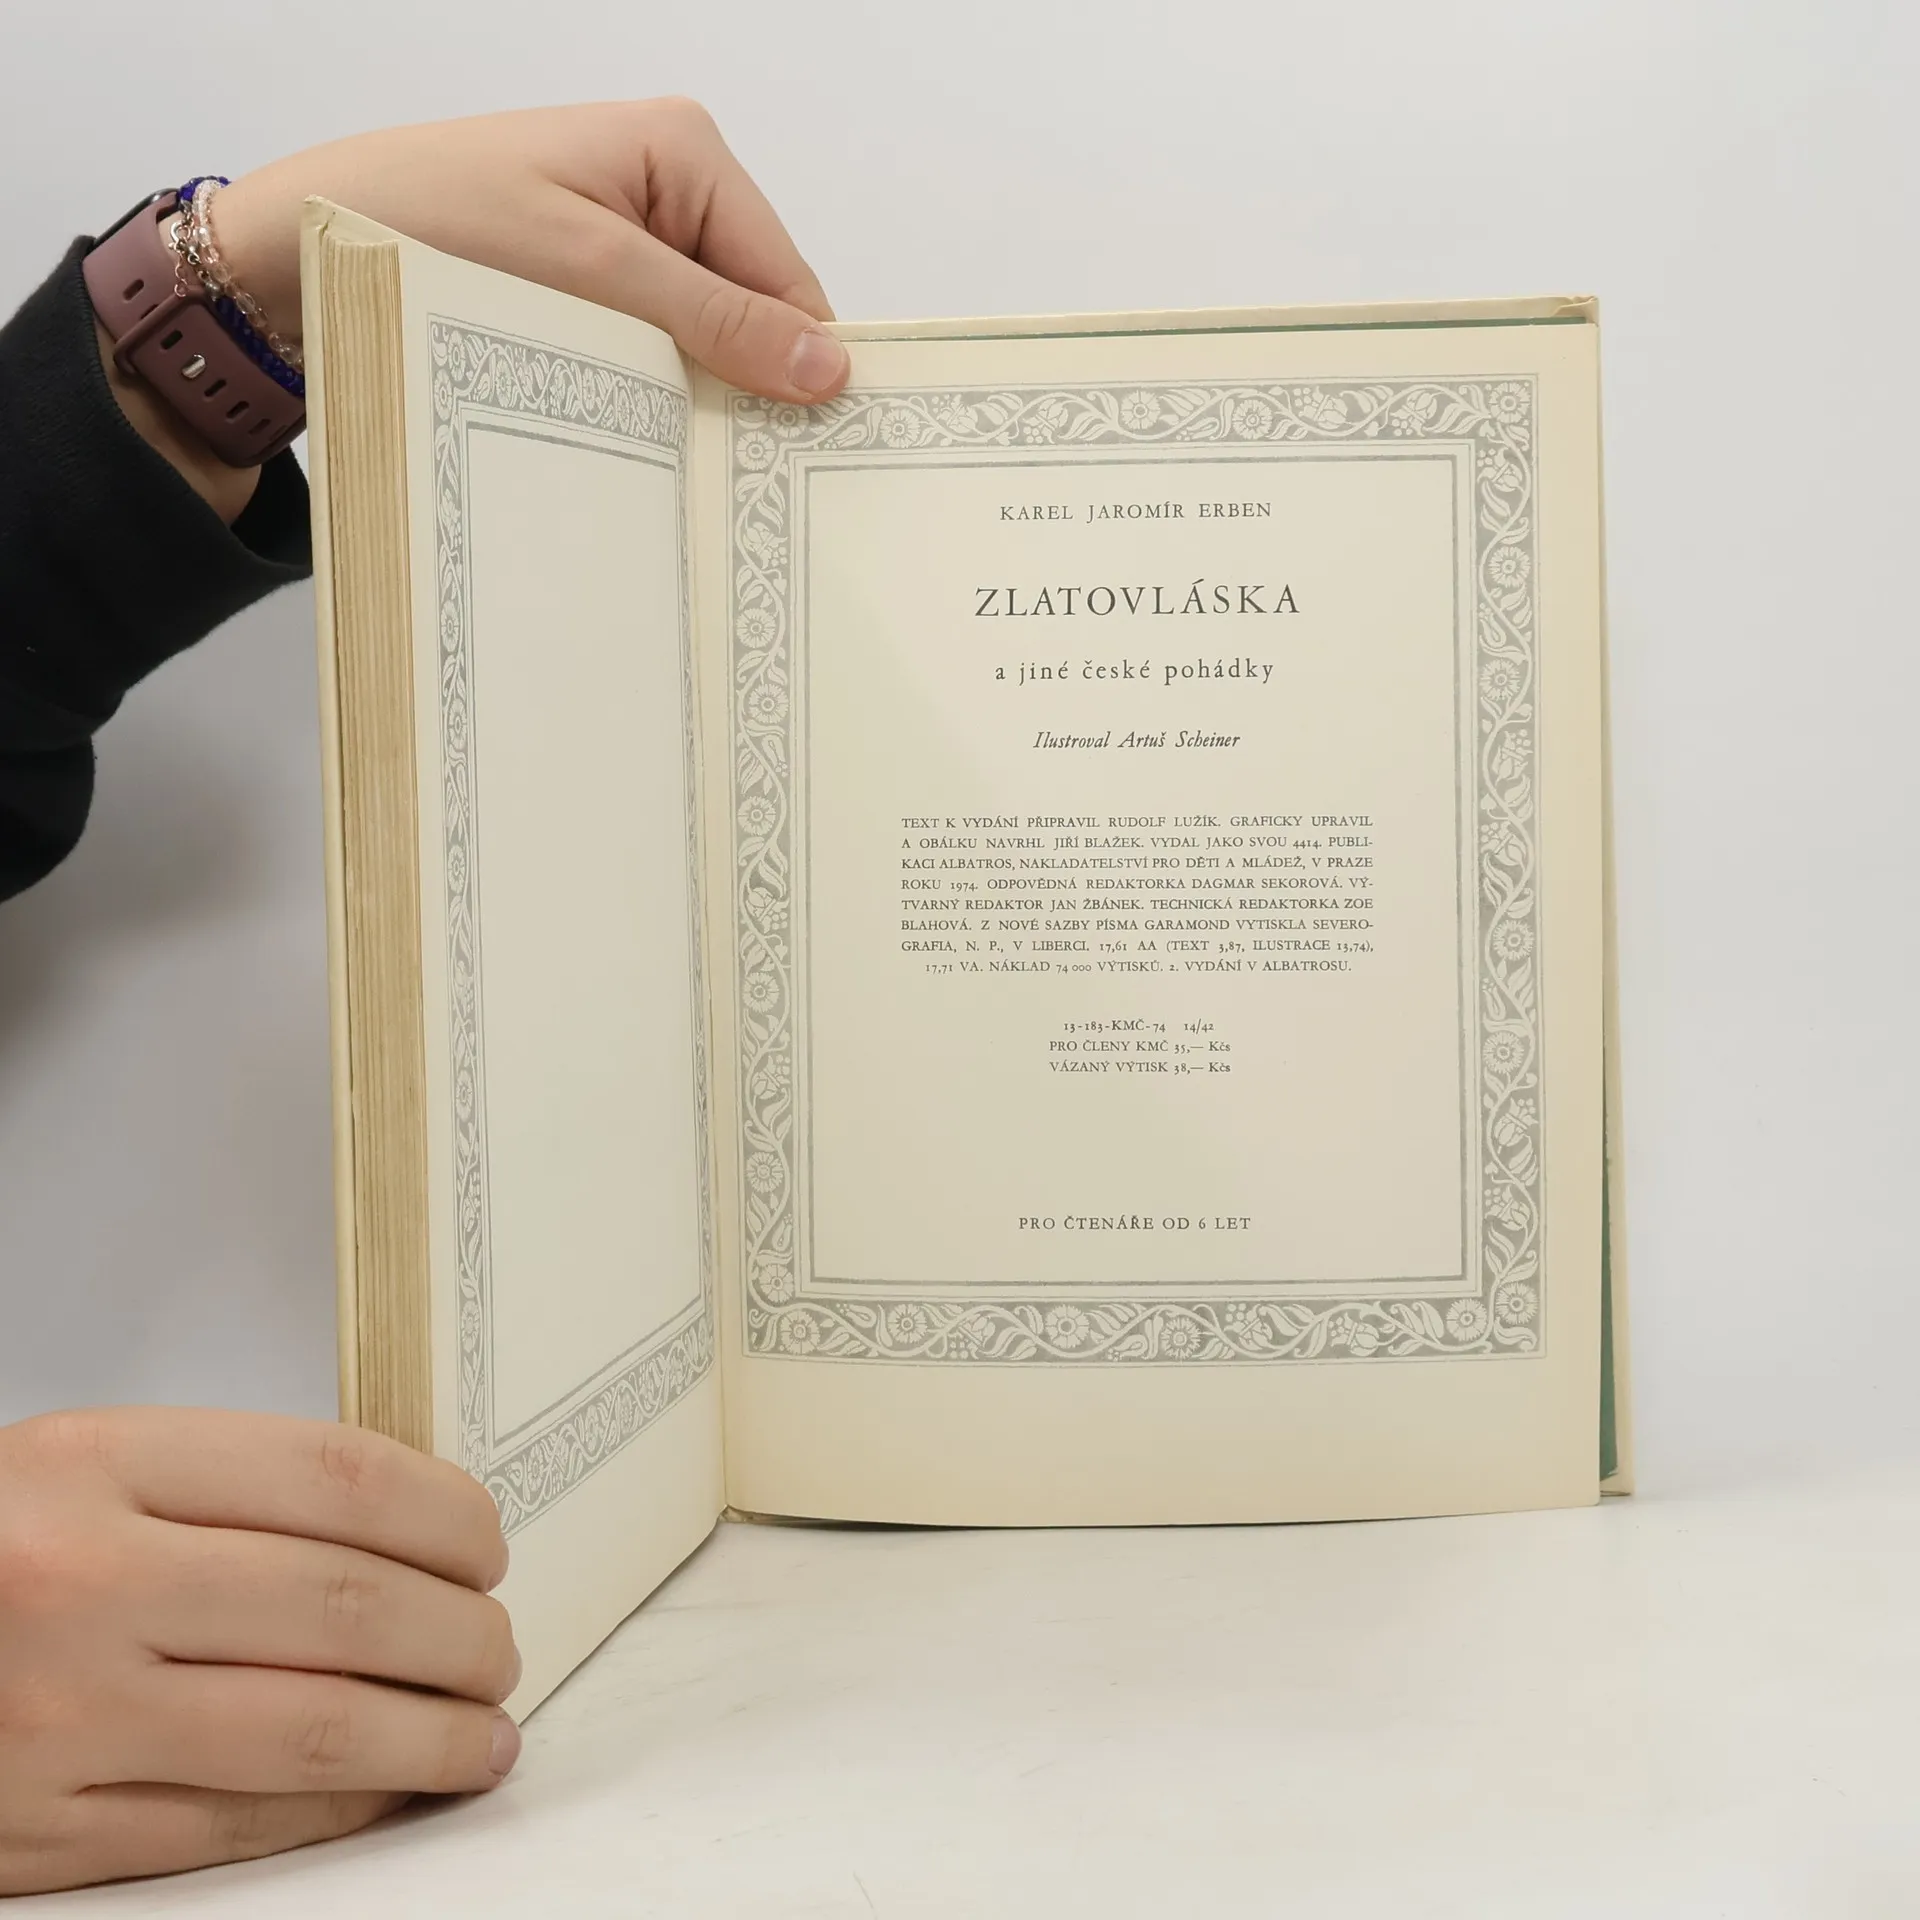 KAREL JAROMÍR ERBEN
ZLATOVLÁSKA
a jiné české pohádky
Ilustroval Artuš Scheiner
TEXT K VYDÁNÍ PŘIPRAVIL RUDOLF LUŽÍK. GRAFICKY UPRAVIL
A OBÁLKU NAVRHL JIŘÍ BLAŽEK. VYDAL JAKO SVOU 4414. PUBLI-
KACI ALBATROS, NAKLADATELSTVÍ PRO DĚTI A MLÁDEŽ, V PRAZE
ROKU 1974. ODPOVĚDNÁ REDAKTORKA DAGMAR SEKOROVÁ. VÝ-
TVARNÝ REDAKTOR JAN ŽBÁNEK. TECHNICKÁ REDAKTORKA ZOE
BLAHOVÁ. Z NOVÉ SAZBY PÍSMA GARAMOND VYTISKLA SEVERO-
GRAFIA, N. P., V LIBERCI. 17,61 AA (TEXT 3,87, ILUSTRACE 13,74),
17,71 VA. NÁKLAD 74 000 VÝTISKŮ. 2. VYDÁNÍ V ALBATROSU.
13-183-KMČ-74 14/42
PRO ČLENY KMČ 35,— Kčs
VÁZANÝ VÝTISK 38,— Kčs
PRO ČTENÁŘE OD 6 LET